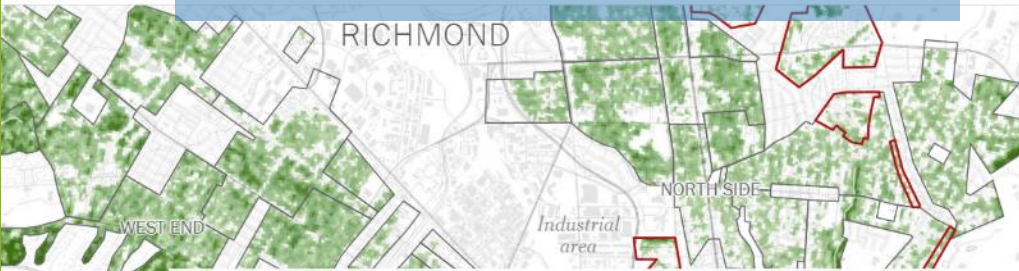 RICHMOND
NORTH SIDE
WEST END
Industrial
area